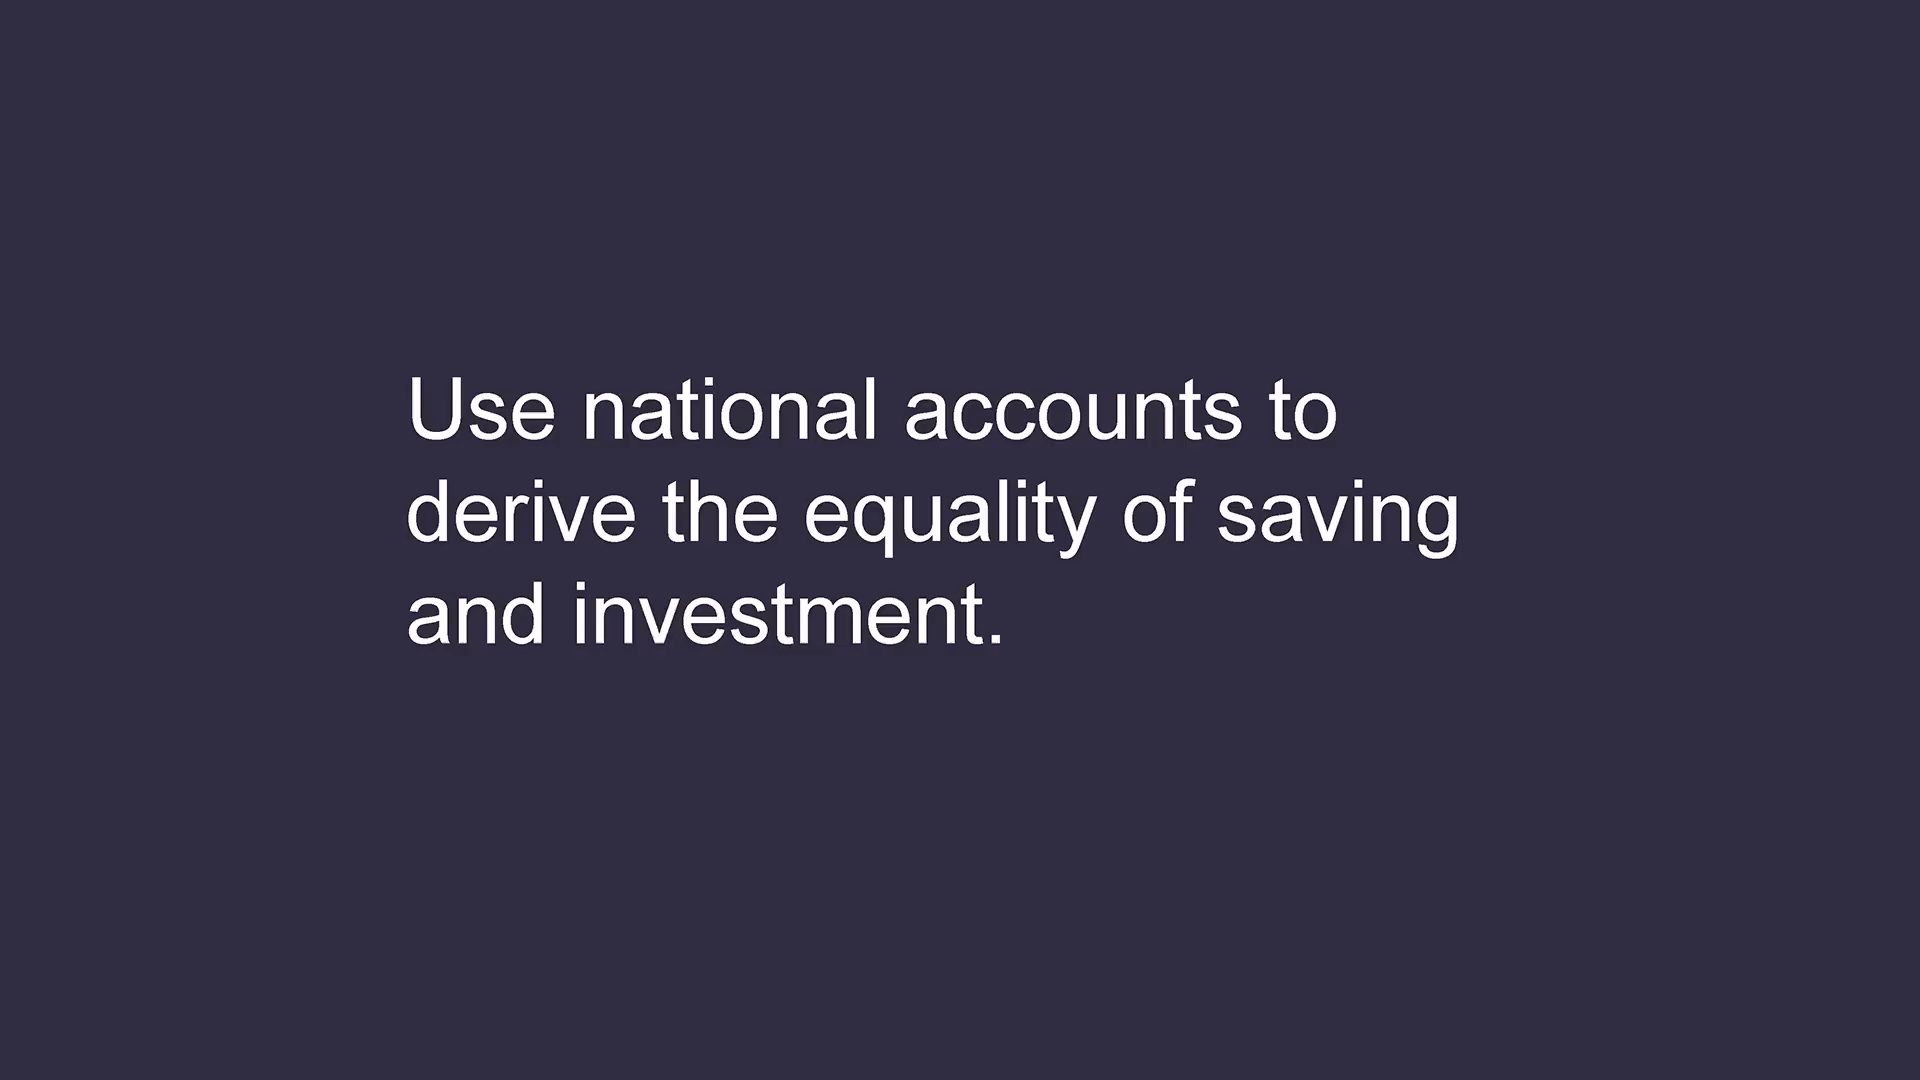 Use national accounts to
derive the equality of saving
and investment.